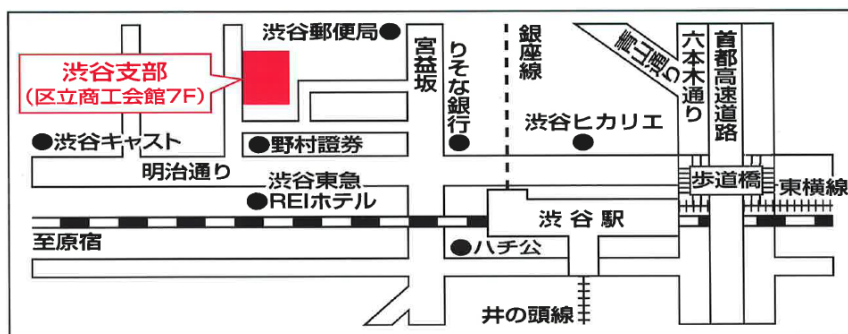 渋谷郵便局
渋谷支部
(区立商工会館7F)
宮益坂
りそな銀行
銀座線
青山通り
六本木通り
首都高速道路
渋谷キャスト
野村證券
渋谷ヒカリエ
明治通り
渋谷東急
REIホテル
歩道橋
東横線
渋谷駅
至原宿
ハチ公
井の頭線